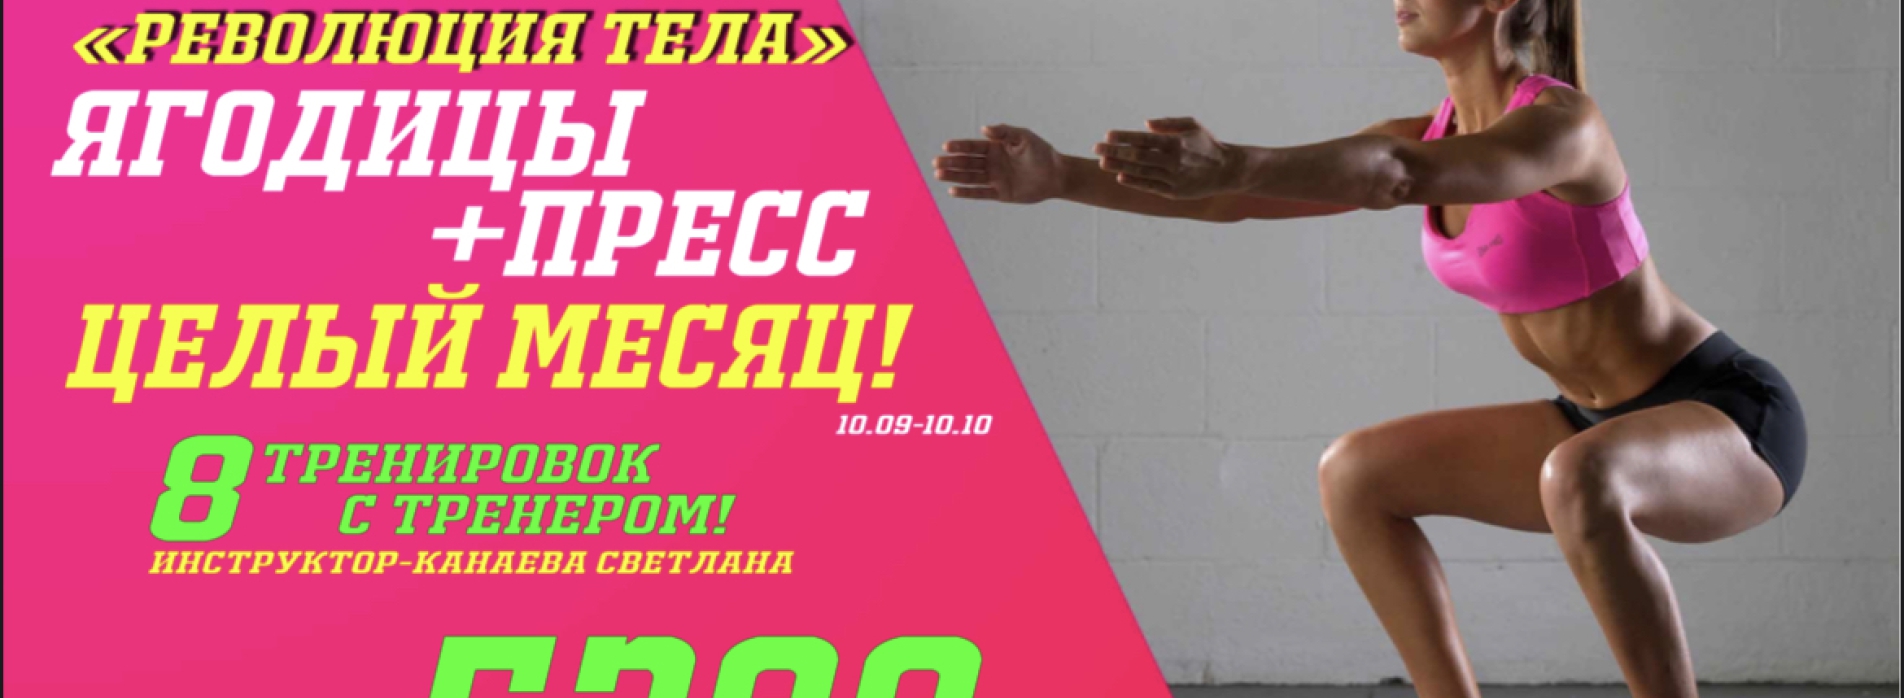 «РЕВОЛЮЦИЯ ТЕЛА»
ЯГОДИЦЫ
+ПРЕСС
ЦЕЛЫЙ МЕСЯЦ!
10.09-10.10
8 ТРЕНИРОВОК
С ТРЕНЕРОМ!
ИНСТРУКТОР-КАНАЕВА СВЕТЛАНА